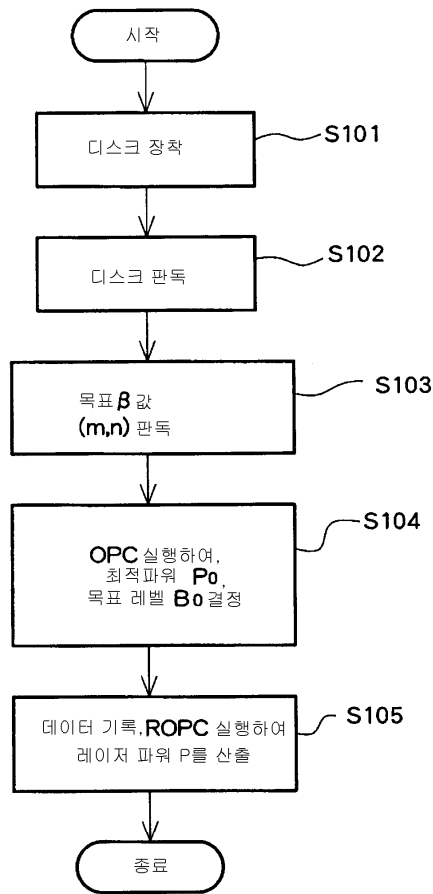 시작
디스크 장착
S101
디스크 판독
S102
목표 β 값
(m,n) 판독
S103
OPC 실행하여,
최적파워 P0,
목표 레벨 B0 결정
S104
데이터 기록, ROPC 실행하여
레이저 파워 P를 산출
S105
종료